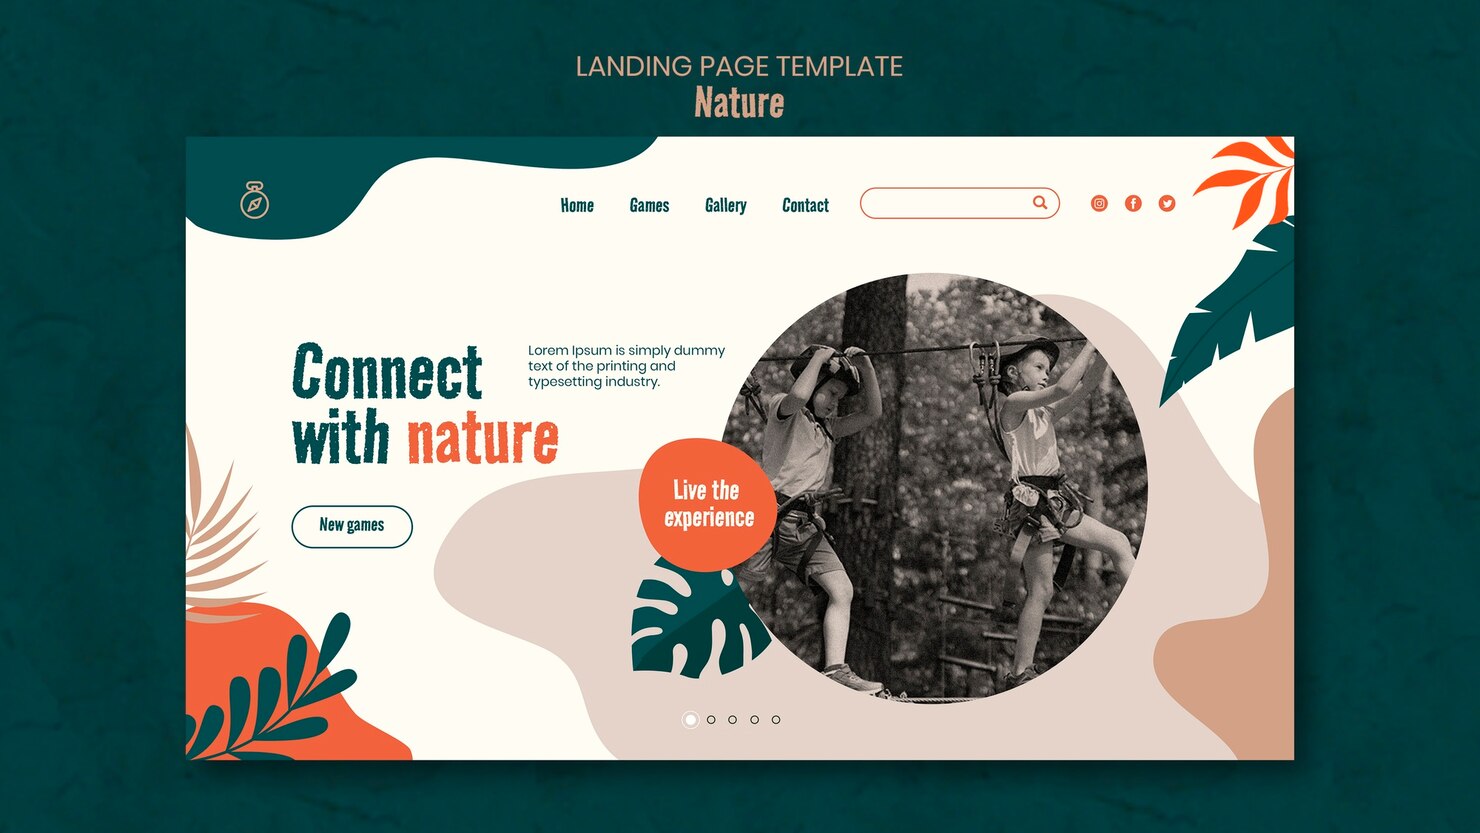 LANDING PAGE TEMPLATE
Nature
Home
Games
Gallery
Contact
Connect
with nature
Lorem Ipsum is simply dummy
text of the printing and
typesetting industry.
New games
Live the
experience